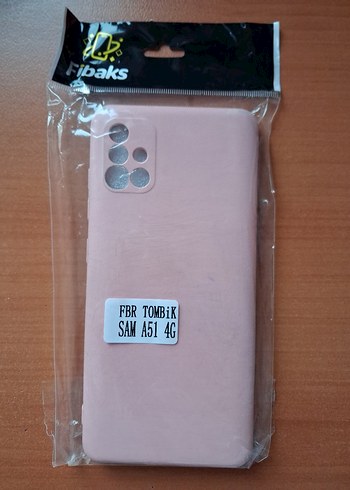 Fibaks
FBR TOMBiK
SAM A51 4G